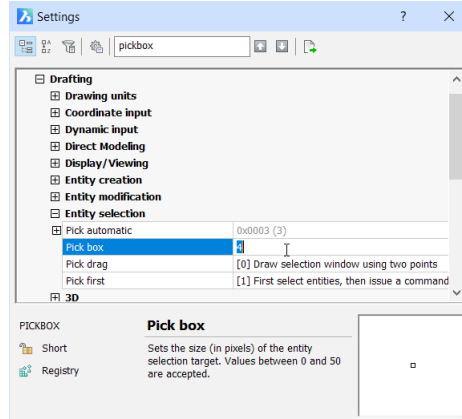 Settings
pickbox
Drafting
Drawing units
Coordinate input
Dynamic input
Direct Modeling
Display/Viewing
Entity creation
Entity modification
Entity selection
Pick automatic 0x0003 (3)
Pick box 4
Pick drag [0] Draw selection window using two points
Pick first [1] First select entities, then issue a command
3D
PICKBOX
Short
Registry
Pick box
Sets the size (in pixels) of the entity
selection target. Values between 0 and 50
are accepted.